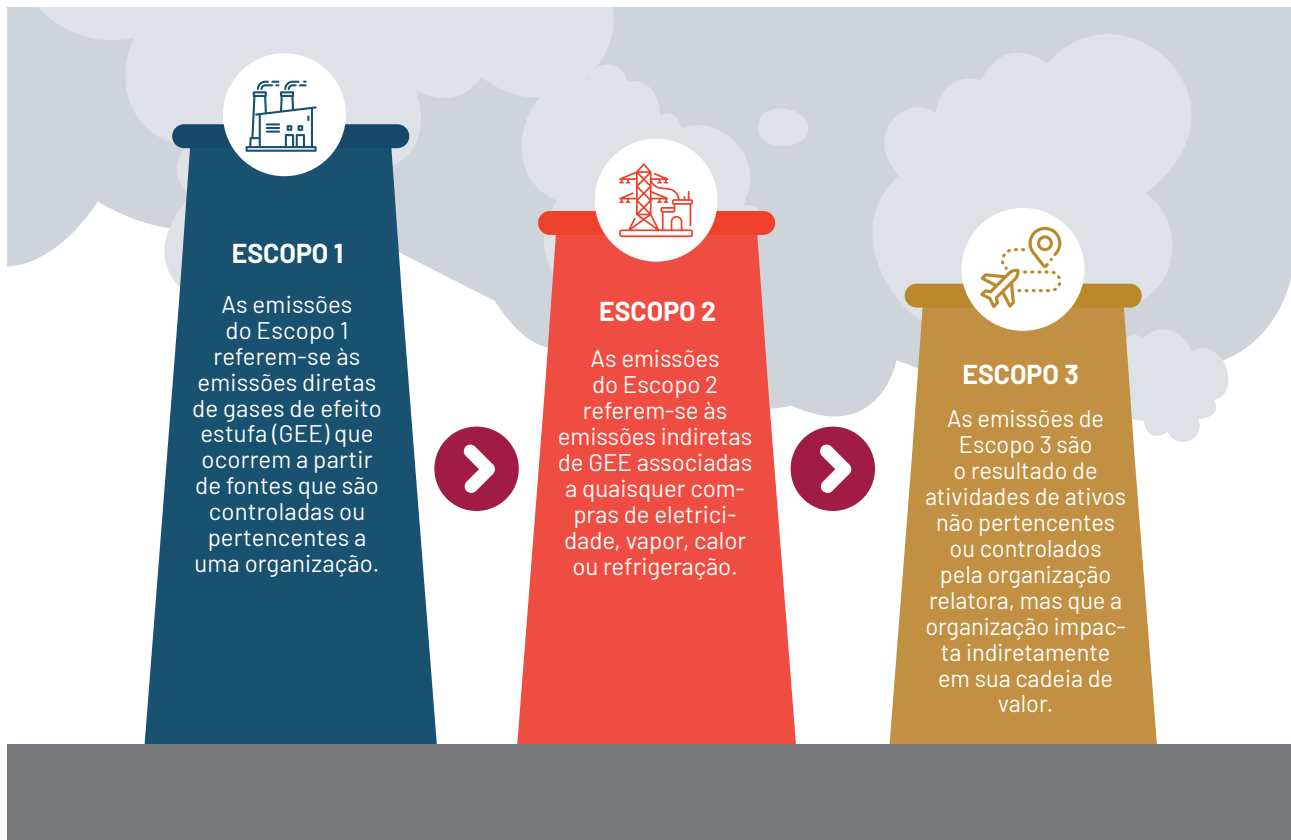 ESCOPO 1
As emissões
do Escopo 1
referem-se às
emissões diretas
de gases de efeito
estufa (GEE) que
ocorrem a partir
de fontes que são
controladas ou
pertencentes a
uma organização.
ESCOPO 2
As emissões
do Escopo 2
referem-se às
emissões indiretas
de GEE associadas
a quaisquer com-
pras de eletrici-
dade, vapor, calor
ou refrigeração.
ESCOPO 3
As emissões de
Escopo 3 são
o resultado de
atividades de ativos
não pertencentes
ou controlados
pela organização
relatora, mas que a
organização impac-
ta indiretamente
em sua cadeia de
valor.